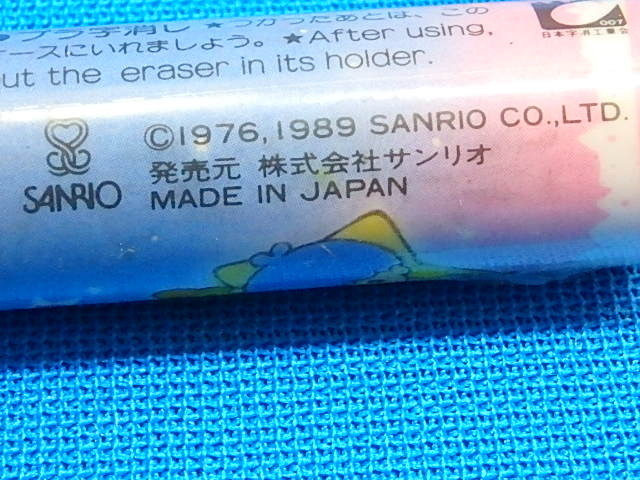 プラ字消し ★つかったあとは、この
ケースにいれましょう。★After using,
ut the eraser in its holder.
日本字消工業会
©1976,1989 SANRIO CO.,LTD.
発売元 株式会社サンリオ
MADE IN JAPAN
SANRIO